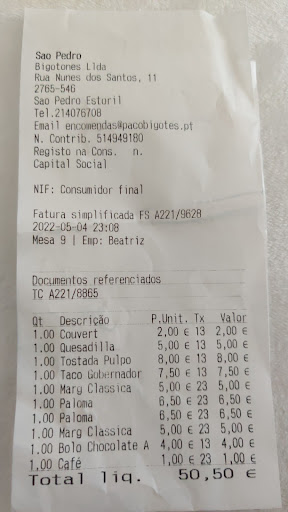 Sao Pedro
Bigotones Llda
Rua Nunes dos Santos, 11
2765-546
Sao Pedro Estoril
Tel.214076708
Email encomendas@pacobigotes.pt
N. Contrib. 514949180
Registo na Cons. n.
Capital Social
NIF: Consumidor final
Fatura simplificada FS A221/9628
2022-05-04 23:08
Mesa 9 | Emp: Beatriz
Documentos referenciados
TC A221/8865
Qt Descrição P.Unit. Tx Valor
1.00 Couvert 2,00 € 13 2,00 €
1.00 Quesadilla 5,00 € 13 5,00 €
1.00 Tostada Pulpo 8,00 € 13 8,00 €
1.00 Taco Gobernador 7,50 € 13 7,50 €
1.00 Marg Classica 5,00 € 23 5,00 €
1.00 Paloma 6,50 € 23 6,50 €
1.00 Paloma 6,50 € 23 6,50 €
1.00 Marg Classica 5,00 € 23 5,00 €
1.00 Bolo Chocolate A 4,00 € 13 4,00 €
1.00 Café 1,00 € 23 1,00 €
Total liq. 50,50 €